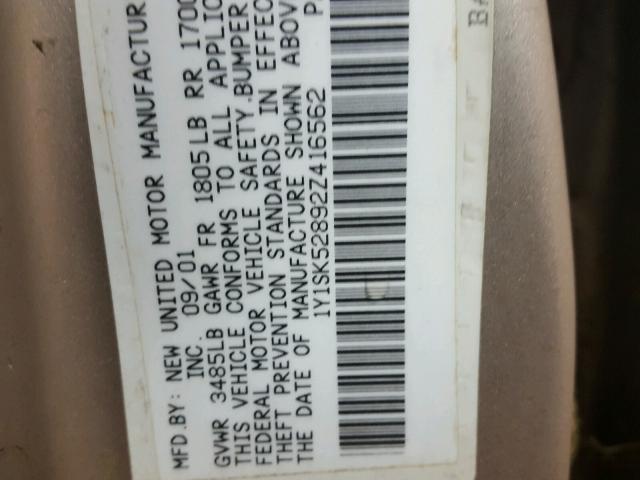 MFD.BY: NEW UNITED MOTOR MANUFACTUR
INC. 09/01
GVWR 3485LB GAWR FR 1805LB RR 1700
THIS VEHICLE CONFORMS TO ALL APPLIC
FEDERAL MOTOR VEHICLE SAFETY.BUMPER
THEFT PREVENTION STANDARDS IN EFFEC
THE DATE OF MANUFACTURE SHOWN ABOV
1Y1SK52892Z416562 P
BA